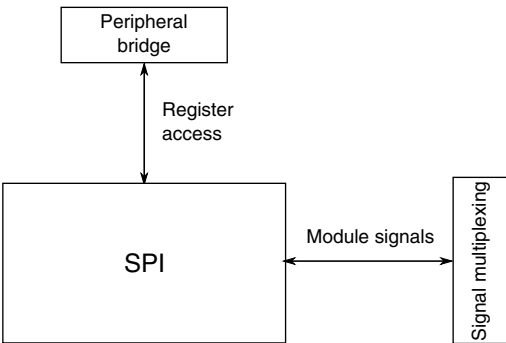 Peripheral
bridge
Register
access
SPI
Module signals
Signal multiplexing